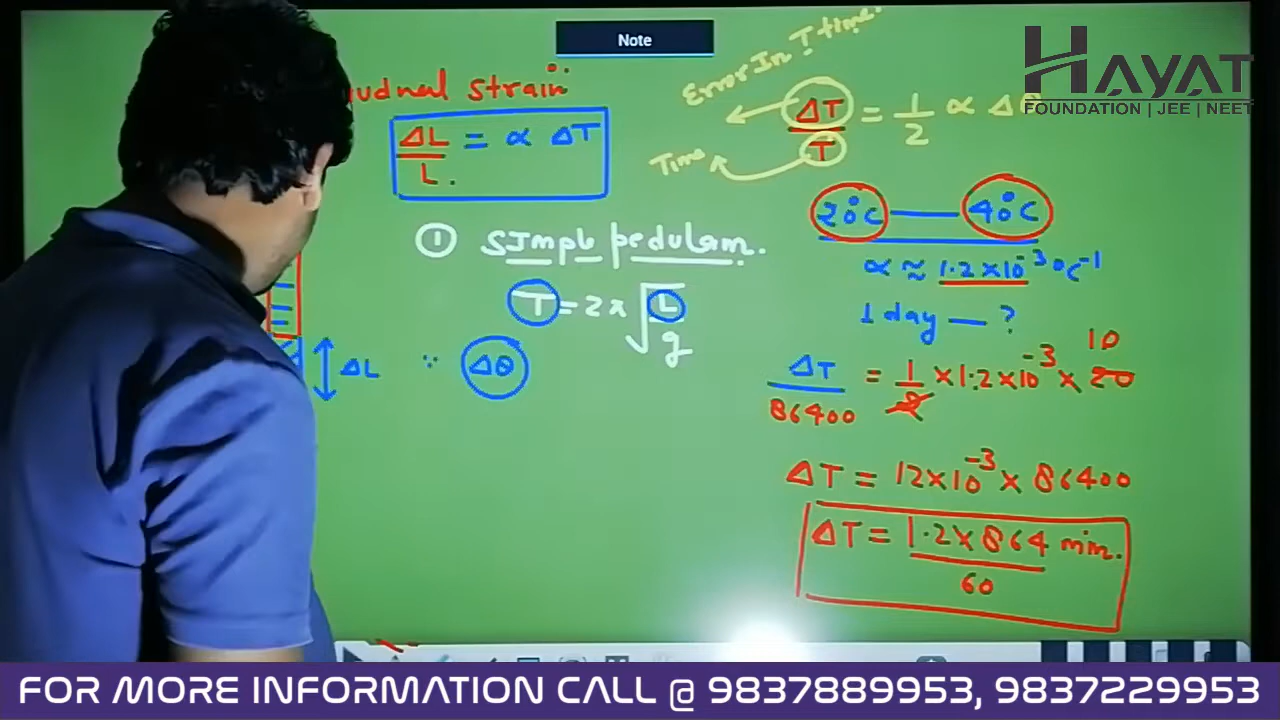 Note
HAYAT
FOUNDATION | JEE | NEET
Strain
ΔL/L = α ΔT
Error In T time.
ΔT/T = 1/2 α Δθ
Time
① SImpl pedulam.
T = 2π √(L/g)
ΔL ∵ Δθ
20°C — 40°C
α ≈ 1.2×10⁻³ °C⁻¹
1 day — ?
10
ΔT/86400 = 1/2 × 1.2×10⁻³ × 20
ΔT = 12×10⁻³ × 86400
ΔT = 1.2×864/60 min.
FOR MORE INFORMATION CALL @ 9837889953, 9837229953